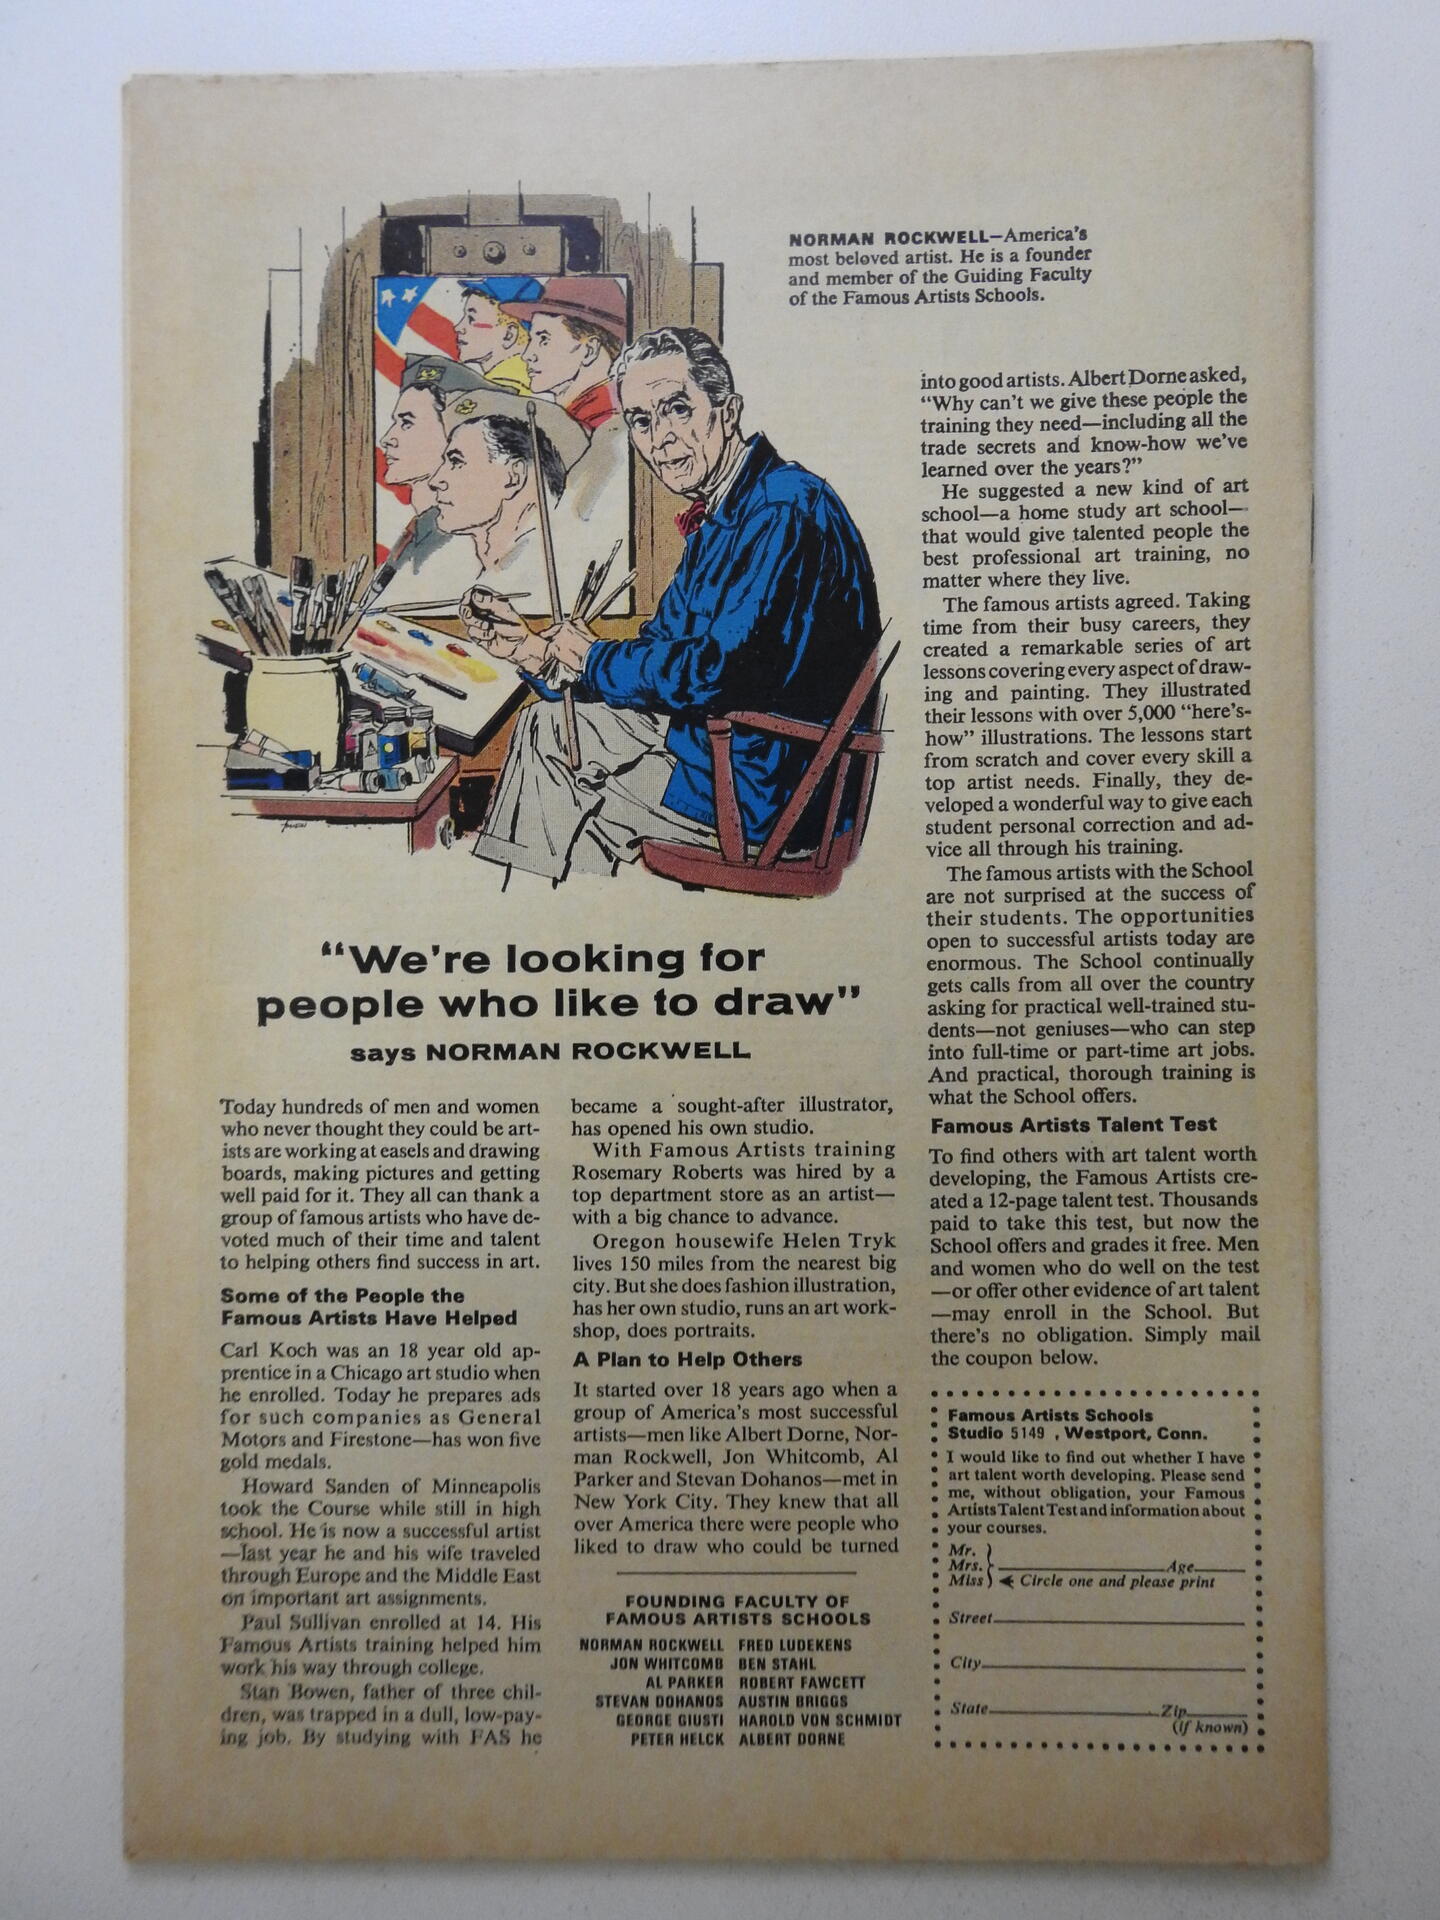 NORMAN ROCKWELL—America's
most beloved artist. He is a founder
and member of the Guiding Faculty
of the Famous Artists Schools.
"We're looking for
people who like to draw"
says NORMAN ROCKWELL
Today hundreds of men and women
who never thought they could be art-
ists are working at easels and drawing
boards, making pictures and getting
well paid for it. They all can thank a
group of famous artists who have de-
voted much of their time and talent
to helping others find success in art.
Some of the People the
Famous Artists Have Helped
Carl Koch was an 18 year old ap-
prentice in a Chicago art studio when
he enrolled. Today he prepares ads
for such companies as General
Motors and Firestone—has won five
gold medals.
Howard Sanden of Minneapolis
took the Course while still in high
school. He is now a successful artist
—last year he and his wife traveled
through Europe and the Middle East
on important art assignments.
Paul Sullivan enrolled at 14. His
Famous Artists training helped him
work his way through college.
Stan Bowen, father of three chil-
dren, was trapped in a dull, low-pay-
ing job. By studying with FAS he
became a sought-after illustrator,
has opened his own studio.
With Famous Artists training
Rosemary Roberts was hired by a
top department store as an artist—
with a big chance to advance.
Oregon housewife Helen Tryk
lives 150 miles from the nearest big
city. But she does fashion illustration,
has her own studio, runs an art work-
shop, does portraits.
A Plan to Help Others
It started over 18 years ago when a
group of America's most successful
artists—men like Albert Dorne, Nor-
man Rockwell, Jon Whitcomb, Al
Parker and Stevan Dohanos—met in
New York City. They knew that all
over America there were people who
liked to draw who could be turned
FOUNDING FACULTY OF
FAMOUS ARTISTS SCHOOLS
NORMAN ROCKWELL FRED LUDEKENS
JON WHITCOMB BEN STAHL
AL PARKER ROBERT FAWCETT
STEVAN DOHANOS AUSTIN BRIGGS
GEORGE GIUSTI HAROLD VON SCHMIDT
PETER HELCK ALBERT DORNE
into good artists. Albert Dorne asked,
"Why can't we give these people the
training they need—including all the
trade secrets and know-how we've
learned over the years?"
He suggested a new kind of art
school—a home study art school—
that would give talented people the
best professional art training, no
matter where they live.
The famous artists agreed. Taking
time from their busy careers, they
created a remarkable series of art
lessons covering every aspect of draw-
ing and painting. They illustrated
their lessons with over 5,000 "here's-
how" illustrations. The lessons start
from scratch and cover every skill a
top artist needs. Finally, they de-
veloped a wonderful way to give each
student personal correction and ad-
vice all through his training.
The famous artists with the School
are not surprised at the success of
their students. The opportunities
open to successful artists today are
enormous. The School continually
gets calls from all over the country
asking for practical well-trained stu-
dents—not geniuses—who can step
into full-time or part-time art jobs.
And practical, thorough training is
what the School offers.
Famous Artists Talent Test
To find others with art talent worth
developing, the Famous Artists cre-
ated a 12-page talent test. Thousands
paid to take this test, but now the
School offers and grades it free. Men
and women who do well on the test
—or offer other evidence of art talent
—may enroll in the School. But
there's no obligation. Simply mail
the coupon below.
Famous Artists Schools
Studio 5149 , Westport, Conn.
I would like to find out whether I have
art talent worth developing. Please send
me, without obligation, your Famous
Artists Talent Test and information about
your courses.
Mr.
Mrs. Age
Miss Circle one and please print
Street
City
State Zip
(if known)